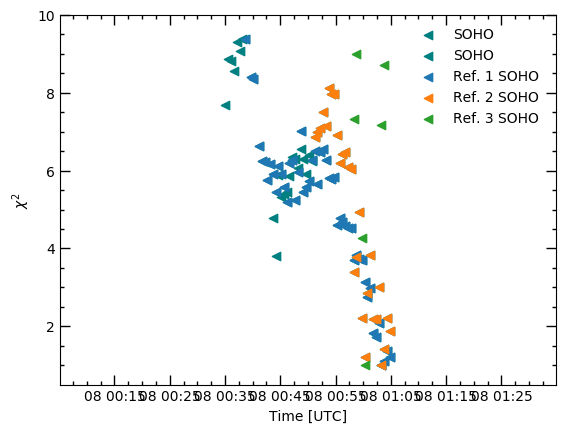 10
8
6
4
2
χ²
SOHO
SOHO
Ref. 1 SOHO
Ref. 2 SOHO
Ref. 3 SOHO
08 00:15 08 00:25 08 00:35 08 00:45 08 00:55 08 01:05 08 01:15 08 01:25
Time [UTC]